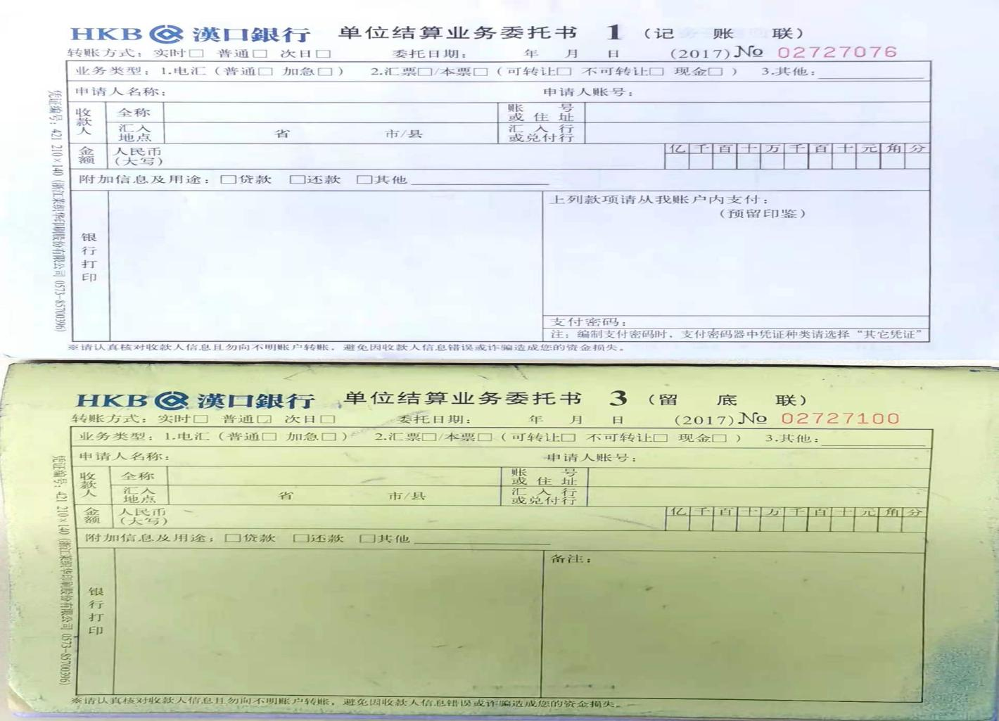 HKB 漢口銀行 单位结算业务委托书 1 （记 账 联）
转账方式：实时□ 普通□ 次日□ 委托日期： 年 月 日 (2017) № 02727076
业务类型：1.电汇（普通□ 加急□） 2.汇票□/本票□（可转让□ 不可转让□ 现金□） 3.其他：
申请人名称： 申请人账号：
收款人 全称 账号或住址
汇入地点 省 市/县 汇入行或兑付行
金额 人民币（大写） 亿 千 百 十 万 千 百 十 元 角 分
附加信息及用途：□贷款 □还款 □其他
上列款项请从我账户内支付：
（预留印鉴）
银行打印
支付密码：
注：编制支付密码时，支付密码器中凭证种类请选择“其它凭证”
※请认真核对收款人信息且勿向不明账户转账，避免因收款人信息错误或诈骗造成您的资金损失。
凭证编号：421 210×140（浙江茉织华印刷股份有限公司 0573-85700396）
HKB 漢口銀行 单位结算业务委托书 3 （留 底 联）
转账方式：实时□ 普通□ 次日□ 委托日期： 年 月 日 (2017) № 02727100
业务类型：1.电汇（普通□ 加急□） 2.汇票□/本票□（可转让□ 不可转让□ 现金□） 3.其他：
申请人名称： 申请人账号：
收款人 全称 账号或住址
汇入地点 省 市/县 汇入行或兑付行
金额 人民币（大写） 亿 千 百 十 万 千 百 十 元 角 分
附加信息及用途：□贷款 □还款 □其他
备注：
银行打印
※请认真核对收款人信息且勿向不明账户转账，避免因收款人信息错误或诈骗造成您的资金损失。
凭证编号：421 210×140（浙江茉织华印刷股份有限公司 0573-85700396）